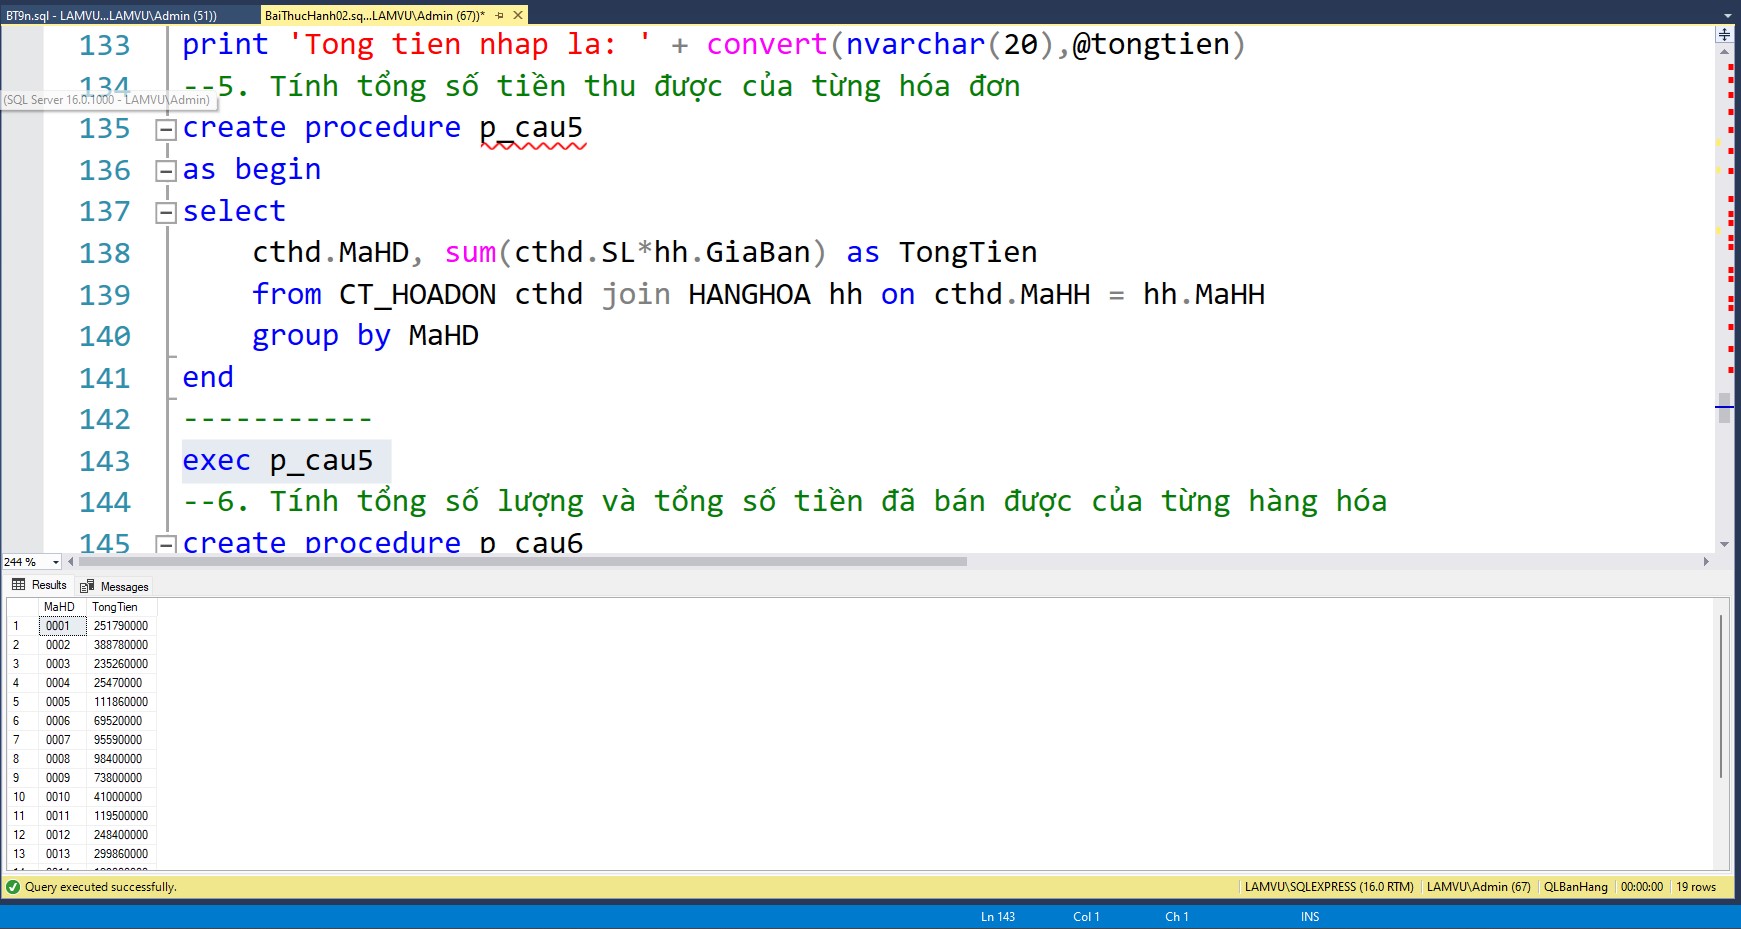 BT9n.sql - LAMVU...LAMVU\Admin (51))
BaiThucHanh02.sq...LAMVU\Admin (67))*
133 print 'Tong tien nhap la: ' + convert(nvarchar(20),@tongtien)
134 --5. Tính tổng số tiền thu được của từng hóa đơn
(SQL Server 16.0.1000 - LAMVU\Admin)
135 create procedure p_cau5
136 as begin
137 select
138 cthd.MaHD, sum(cthd.SL*hh.GiaBan) as TongTien
139 from CT_HOADON cthd join HANGHOA hh on cthd.MaHH = hh.MaHH
140 group by MaHD
141 end
142 -----------
143 exec p_cau5
144 --6. Tính tổng số lượng và tổng số tiền đã bán được của từng hàng hóa
145 create procedure p_cau6
244 %
Results Messages
MaHD TongTien
1 0001 251790000
2 0002 388780000
3 0003 235260000
4 0004 25470000
5 0005 111860000
6 0006 69520000
7 0007 95590000
8 0008 98400000
9 0009 73800000
10 0010 41000000
11 0011 119500000
12 0012 248400000
13 0013 299860000
Query executed successfully. LAMVU\SQLEXPRESS (16.0 RTM) LAMVU\Admin (67) QLBanHang 00:00:00 19 rows
Ln 143 Col 1 Ch 1 INS